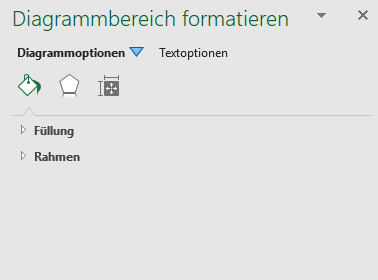 Diagrammbereich formatieren
Diagrammoptionen Textoptionen
Füllung
Rahmen